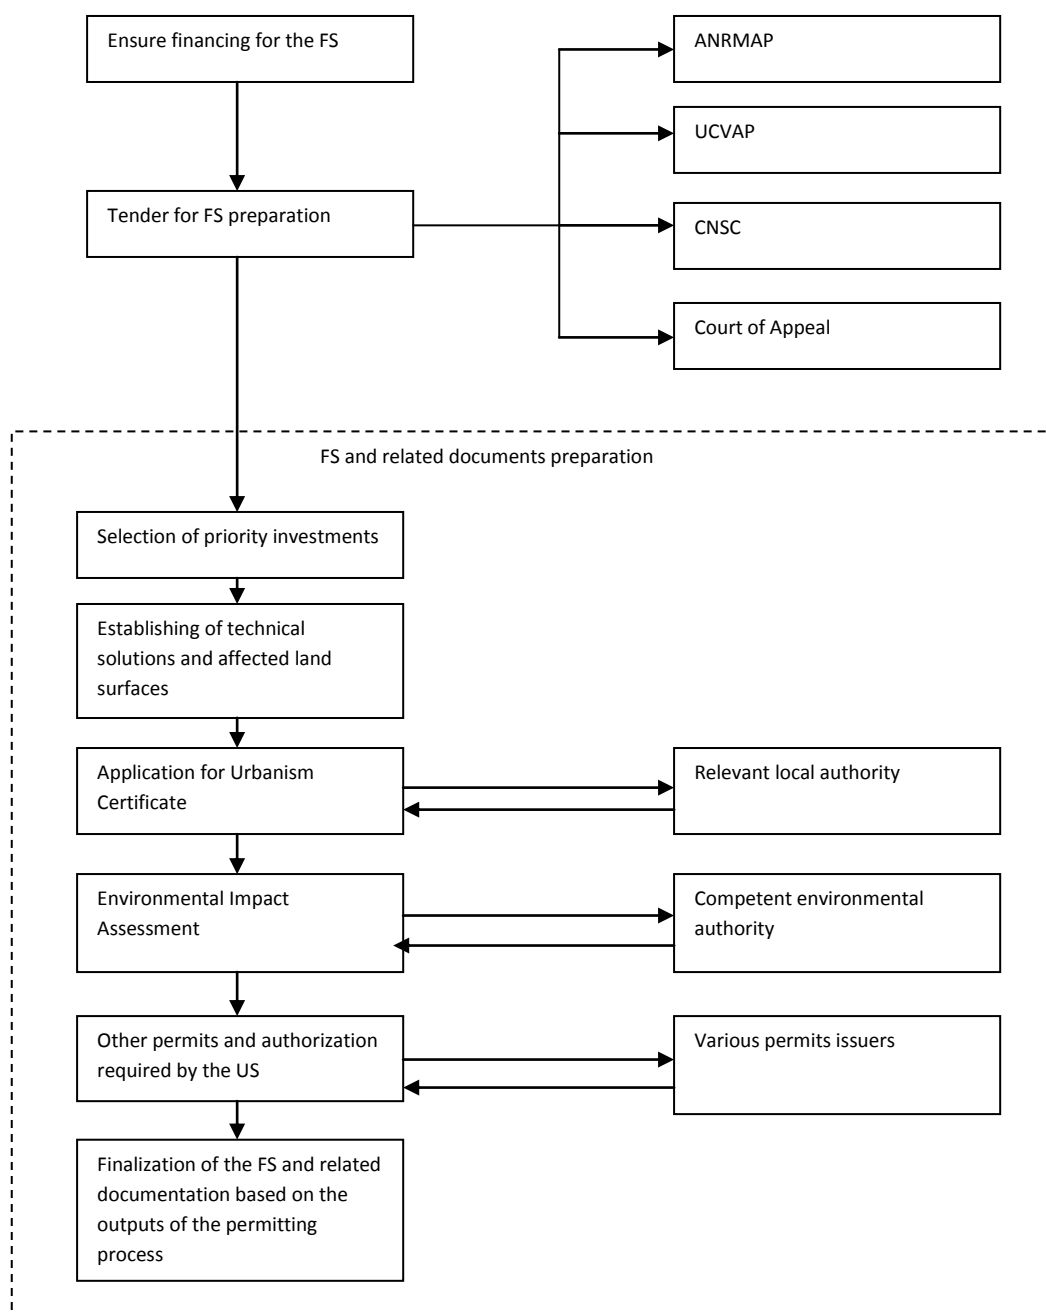 Ensure financing for the FS
ANRMAP
UCVAP
Tender for FS preparation
CNSC
Court of Appeal
FS and related documents preparation
Selection of priority investments
Establishing of technical
solutions and affected land
surfaces
Application for Urbanism
Certificate
Relevant local authority
Environmental Impact
Assessment
Competent environmental
authority
Other permits and authorization
required by the US
Various permits issuers
Finalization of the FS and related
documentation based on the
outputs of the permitting
process